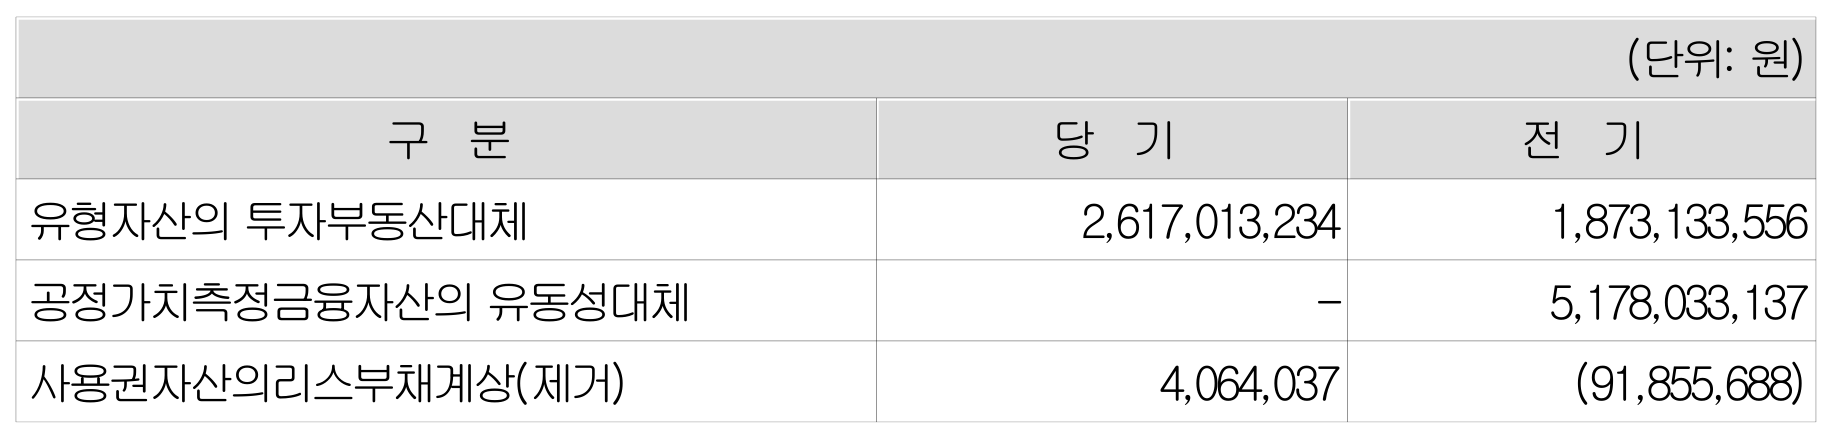 (단위: 원)
구 분 당 기 전 기
유형자산의 투자부동산대체 2,617,013,234 1,873,133,556
공정가치측정금융자산의 유동성대체 - 5,178,033,137
사용권자산의리스부채계상(제거) 4,064,037 (91,855,688)